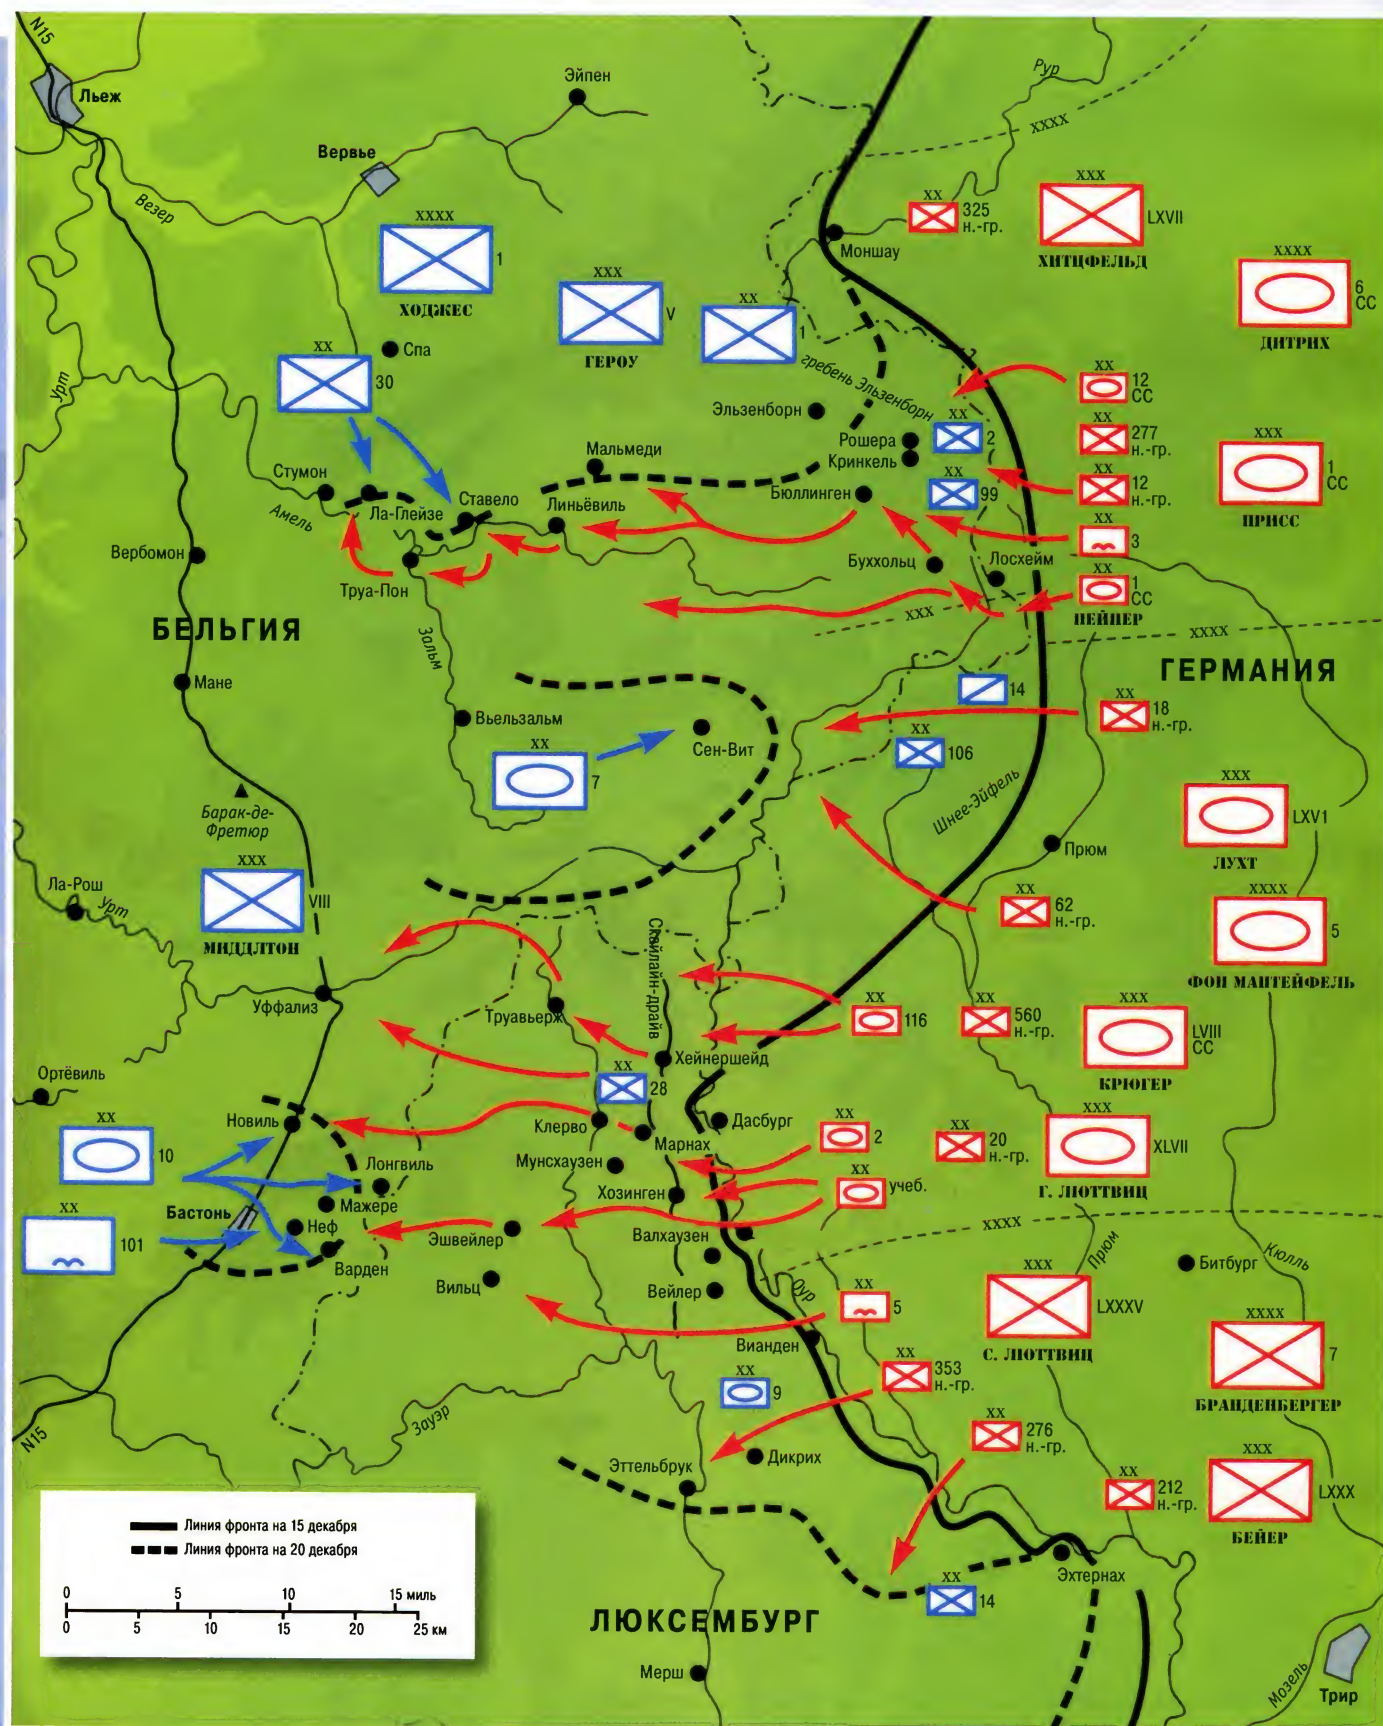 N15
Льеж
Эйпен
Рур
XXXX
Вервье
Везер
XX
325
н.-гр.
XXX
LXVII
ХИТЦФЕЛЬД
XXXX
1
ХОДЖЕС
Моншау
XXXX
6
СС
ДИТРИХ
XXX
V
ГЕРОУ
XX
1
гребень Эльзенборн
XX
30
Спа
Урт
XX
12
СС
Эльзенборн
XX
2
XX
277
н.-гр.
Рошера
Кринкель
XXX
1
СС
ПРИСС
Мальмеди
Стумон
Ла-Глейзе
Ставело
Линьёвиль
Бюллинген
XX
99
XX
12
н.-гр.
Амель
XX
3
Вербомон
Труа-Пон
Буххольц
Лосхейм
XX
1
СС
ПЕЙПЕР
XXX
XXXX
БЕЛЬГИЯ
Зальм
ГЕРМАНИЯ
Мане
14
XX
18
н.-гр.
Вьельзальм
Сен-Вит
XX
7
XX
106
Барак-де-
Фретюр
Шнее-Эйфель
XXX
LXV1
ЛУХТ
Прюм
XXX
VIII
МИДДЛТОН
Ла-Рош
Урт
XX
62
н.-гр.
XXXX
5
ФОН МАНТЕЙФЕЛЬ
Скайлайн-драйв
Уффализ
Труавьерж
XX
116
XX
560
н.-гр.
XXX
LVIII
СС
КРЮГЕР
Хейнершейд
Ортёвиль
XX
28
XX
10
Новиль
Клерво
Марнах
Дасбург
XX
2
XX
20
н.-гр.
XXX
XLVII
Г. ЛЮТТВИЦ
Мунсхаузен
Лонгвиль
Мажере
Хозинген
XX
учеб.
Бастонь
XX
101
Неф
Варден
Эшвейлер
Валхаузен
XXXX
Прюм
Битбург
Кюлль
Вильц
Вейлер
Оур
XX
5
XXX
LXXXV
С. ЛЮТТВИЦ
XXXX
7
БРАНДЕНБЕРГЕР
Вианден
XX
9
XX
353
н.-гр.
Зауэр
N15
XX
276
н.-гр.
Эттельбрук
Дикрих
XX
212
н.-гр.
XXX
LXXX
БЕЙЕР
Линия фронта на 15 декабря
Линия фронта на 20 декабря
0 5 10 15 миль
0 5 10 15 20 25 км
Эхтернах
XX
14
ЛЮКСЕМБУРГ
Мерш
Мозель
Трир